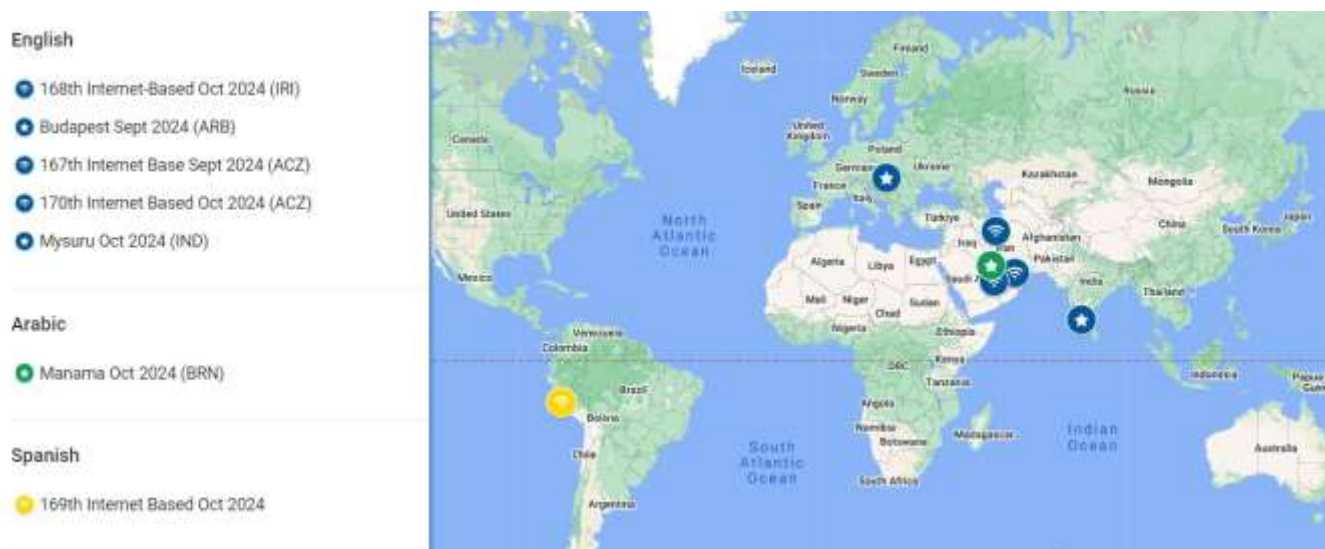 English
168th Internet-Based Oct 2024 (IRI)
Budapest Sept 2024 (ARB)
167th Internet Base Sept 2024 (ACZ)
170th Internet Based Oct 2024 (ACZ)
Mysuru Oct 2024 (IND)
Arabic
Manama Oct 2024 (BRN)
Spanish
169th Internet Based Oct 2024
Finland
Iceland
Sweden
Russia
Norway
Canada
United
Kingdom
Poland
German
Ukraine
France
Kazakhstan
Mongolia
Italy
Spain
United States
North
Atlantic
Ocean
Türkiye
China
Japan
South Korea
Iraq
Iran
Afghanistan
Algeria
Libya
Egypt
Pakistan
Mexico
Saudi
India
Mali
Niger
Sudan
Chad
Thailand
Nigeria
Ethiopia
Venezuela
Colombia
DRC
Kenya
Indonesia
Papua
Tanzania
Brazil
Angola
Bolivia
Namibia
Botswana
Madagascar
Indian
Ocean
Chile
South
Atlantic
Ocean
Australia
South Africa
Argentina